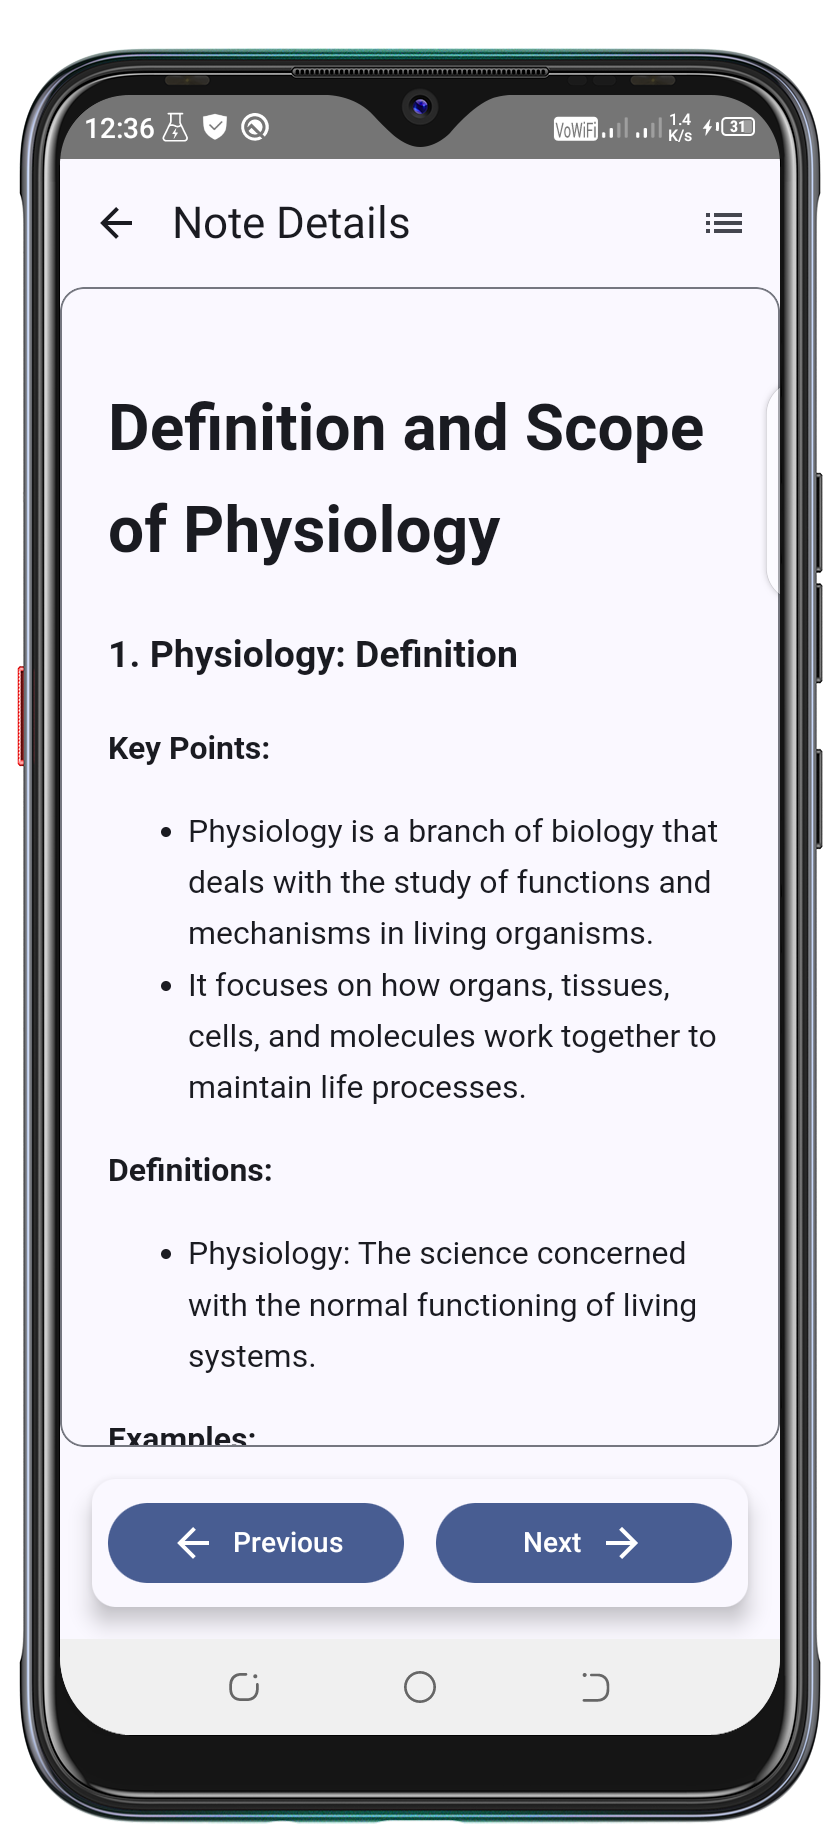 12:36 VoWiFi 1.4 K/s 31
Note Details
Definition and Scope
of Physiology
1. Physiology: Definition
Key Points:
• Physiology is a branch of biology that
deals with the study of functions and
mechanisms in living organisms.
• It focuses on how organs, tissues,
cells, and molecules work together to
maintain life processes.
Definitions:
• Physiology: The science concerned
with the normal functioning of living
systems.
Examples:
Previous Next